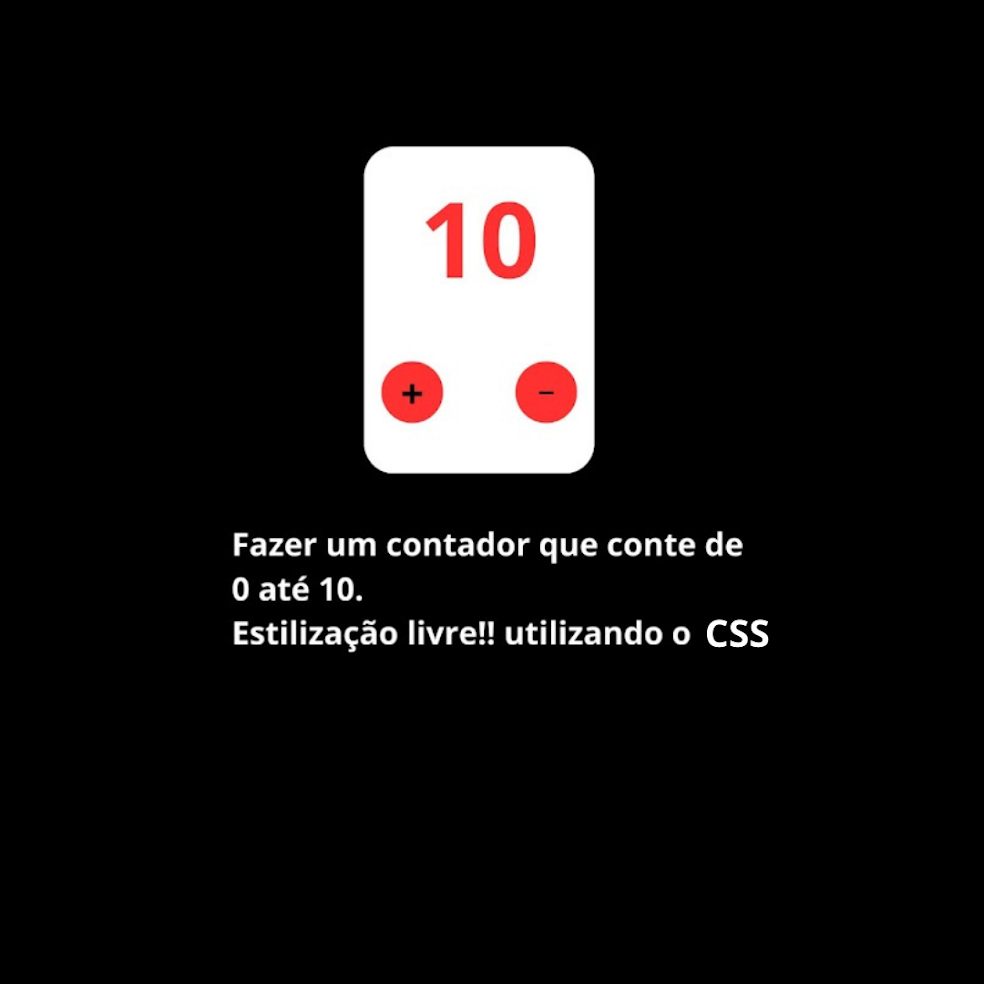 10
+ −
Fazer um contador que conte de
0 até 10.
Estilização livre!! utilizando o CSS